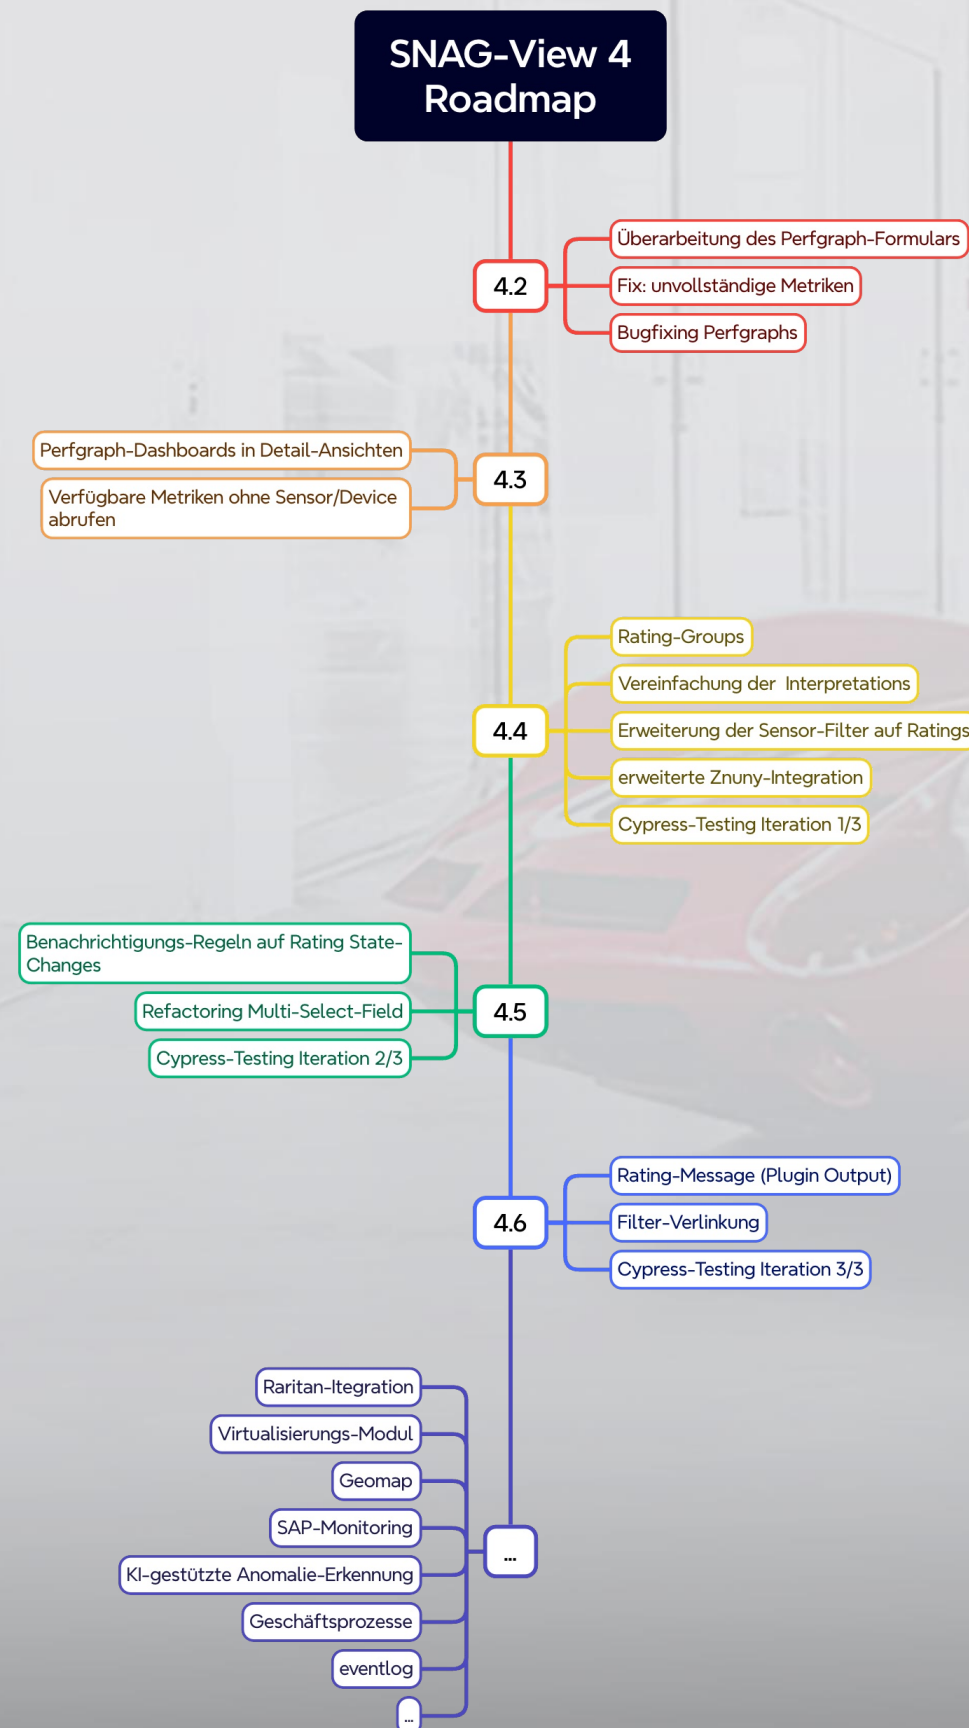 SNAG-View 4
Roadmap
4.2
Überarbeitung des Perfgraph-Formulars
Fix: unvollständige Metriken
Bugfixing Perfgraphs
4.3
Perfgraph-Dashboards in Detail-Ansichten
Verfügbare Metriken ohne Sensor/Device
abrufen
4.4
Rating-Groups
Vereinfachung der  Interpretations
Erweiterung der Sensor-Filter auf Ratings
erweiterte Znuny-Integration
Cypress-Testing Iteration 1/3
4.5
Benachrichtigungs-Regeln auf Rating State-
Changes
Refactoring Multi-Select-Field
Cypress-Testing Iteration 2/3
4.6
Rating-Message (Plugin Output)
Filter-Verlinkung
Cypress-Testing Iteration 3/3
...
Raritan-Itegration
Virtualisierungs-Modul
Geomap
SAP-Monitoring
KI-gestützte Anomalie-Erkennung
Geschäftsprozesse
eventlog
...